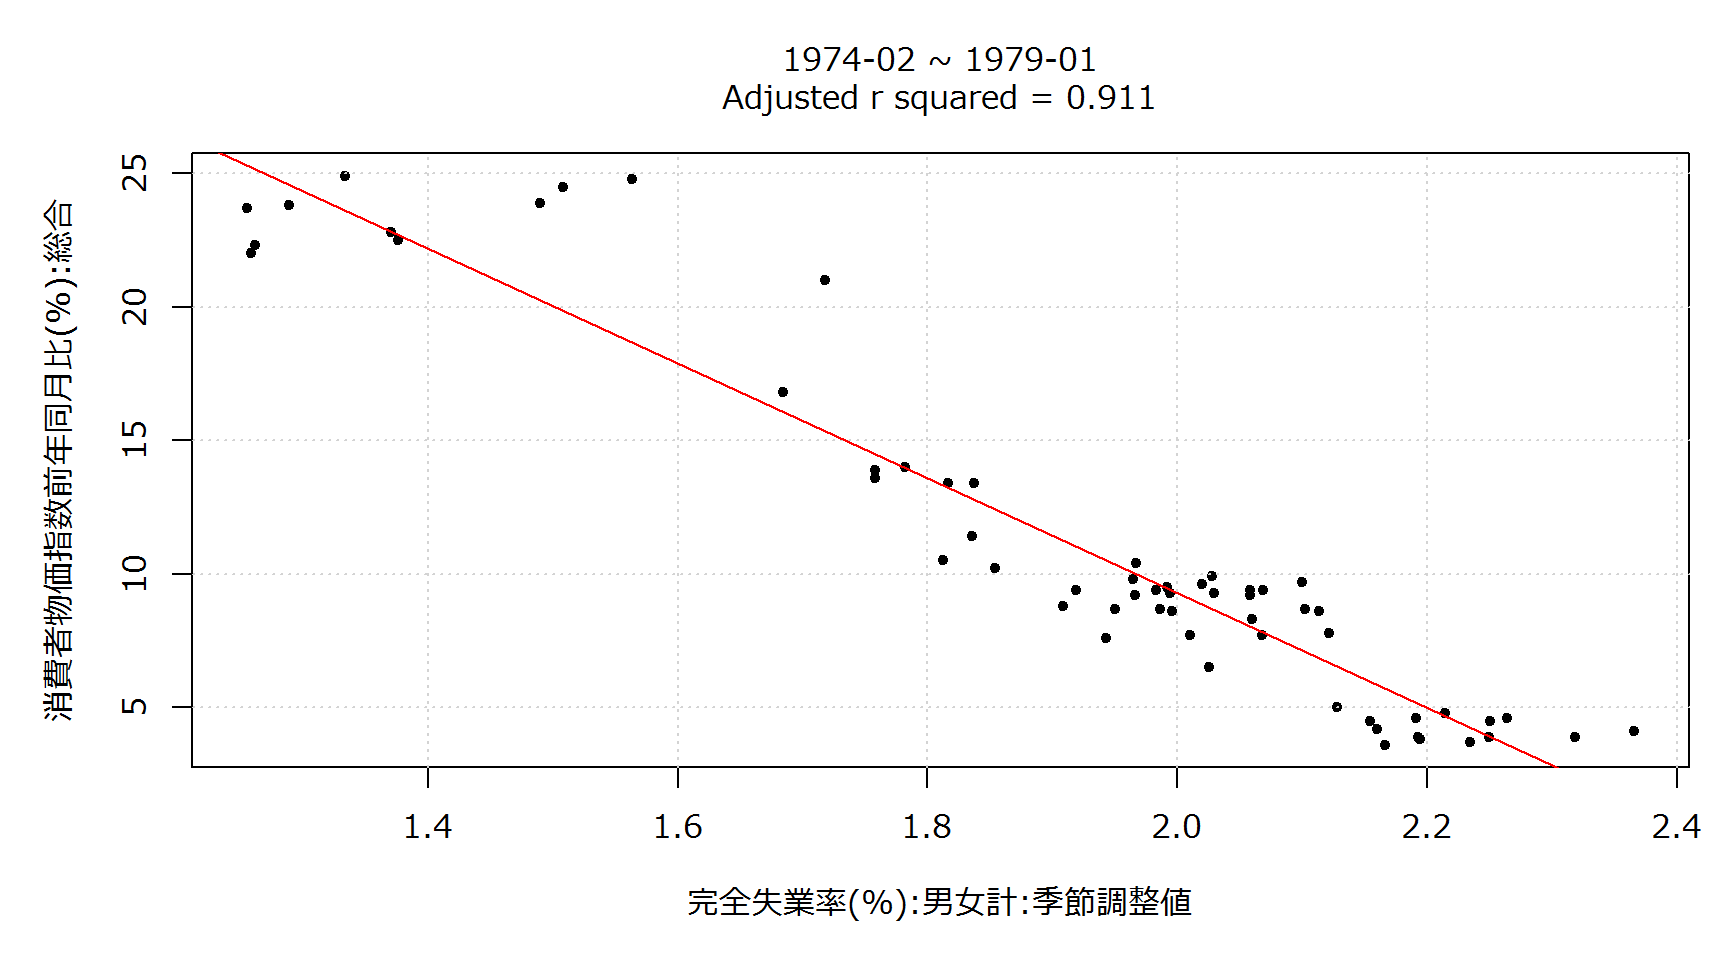 1974-02 ~ 1979-01
Adjusted r squared = 0.911
消費者物価指数前年同月比(%):総合
25
20
15
10
5
1.4 1.6 1.8 2.0 2.2 2.4
完全失業率(%):男女計:季節調整値